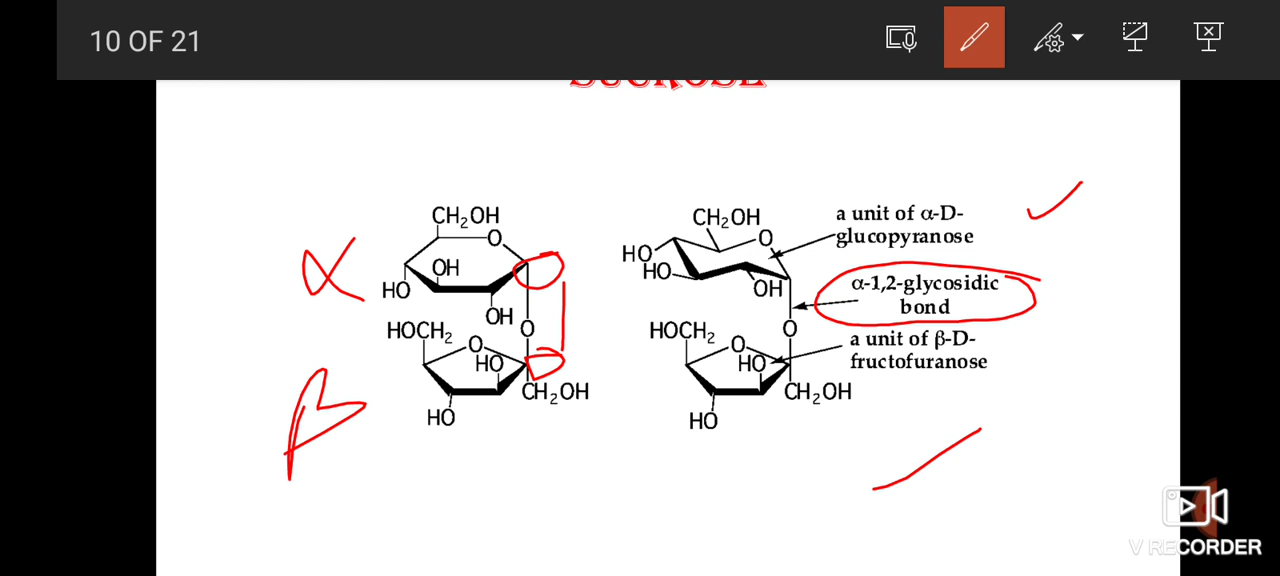 10 OF 21
SUCROSE
CH₂OH
O
OH
HO
OH
α
HOCH₂
O
O
HO
CH₂OH
HO
β
CH₂OH
O
HO
HO
OH
HOCH₂
O
O
HO
CH₂OH
HO
a unit of α-D-
glucopyranose
α-1,2-glycosidic
bond
a unit of β-D-
fructofuranose
V RECORDER